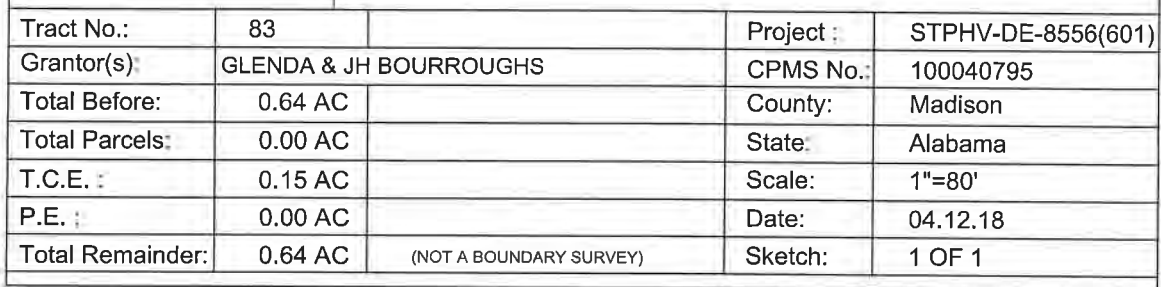 Tract No.: 83 Project : STPHV-DE-8556(601)
Grantor(s): GLENDA & JH BOURROUGHS CPMS No.: 100040795
Total Before: 0.64 AC County: Madison
Total Parcels: 0.00 AC State: Alabama
T.C.E. : 0.15 AC Scale: 1"=80'
P.E. : 0.00 AC Date: 04.12.18
Total Remainder: 0.64 AC (NOT A BOUNDARY SURVEY) Sketch: 1 OF 1